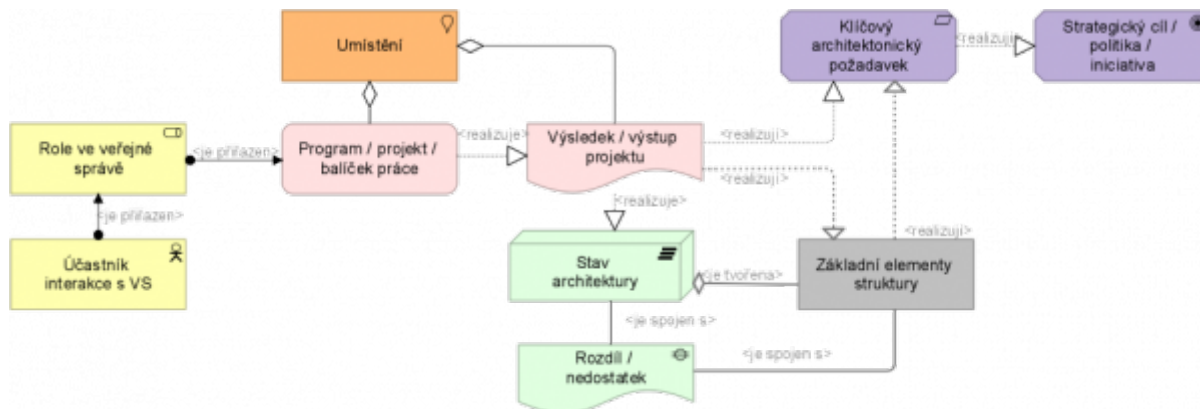 Umístění
Klíčový
architektonický
požadavek
<realizují>
Strategický cíl /
politika /
iniciativa
Role ve veřejné
správě
<je přiřazen>
Program / projekt /
balíček práce
<realizuje>
Výsledek / výstup
projektu
<realizují>
<realizují>
<je přiřazen>
<realizuje>
<realizují>
Účastník
interakce s VS
Stav
architektury
<je tvořena>
Základní elementy
struktury
<je spojen s>
Rozdíl /
nedostatek
<je spojen s>